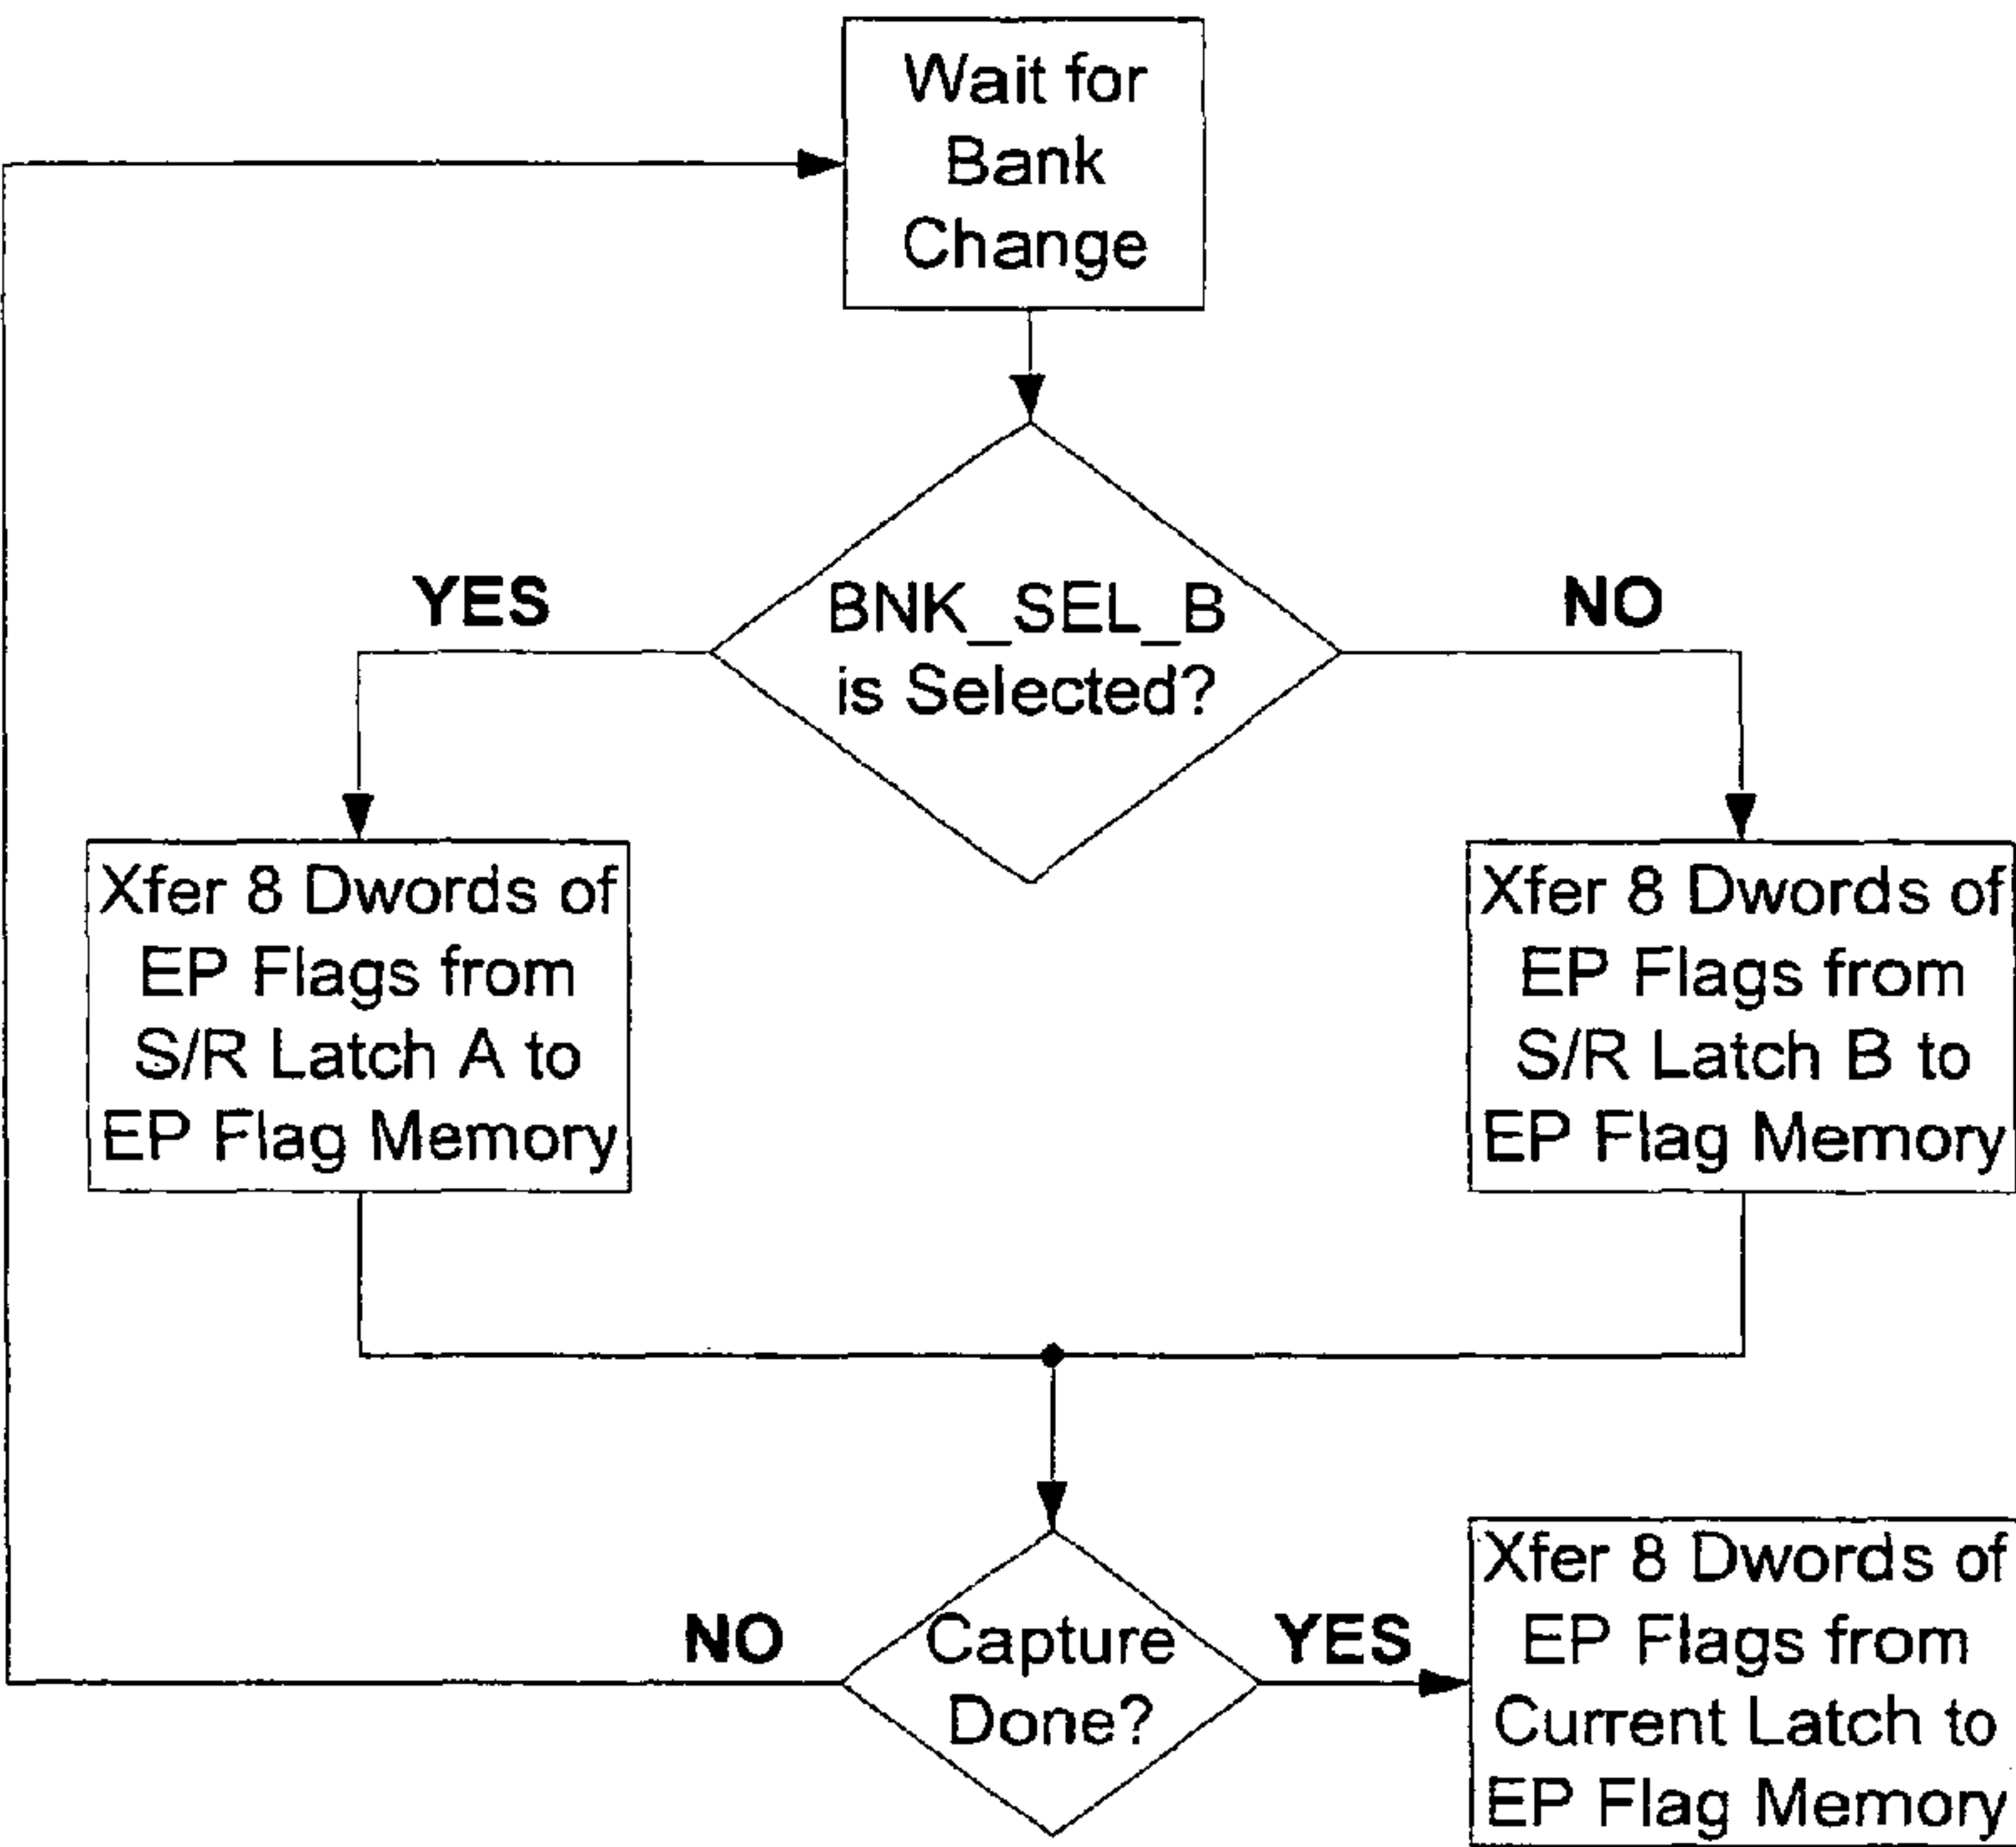 Wait for
Bank
Change
BNK_SEL_B
is Selected?
YES
NO
Xfer 8 Dwords of
EP Flags from
S/R Latch A to
EP Flag Memory
Xfer 8 Dwords of
EP Flags from
S/R Latch B to
EP Flag Memory
Capture
Done?
NO
YES
Xfer 8 Dwords of
EP Flags from
Current Latch to
EP Flag Memory